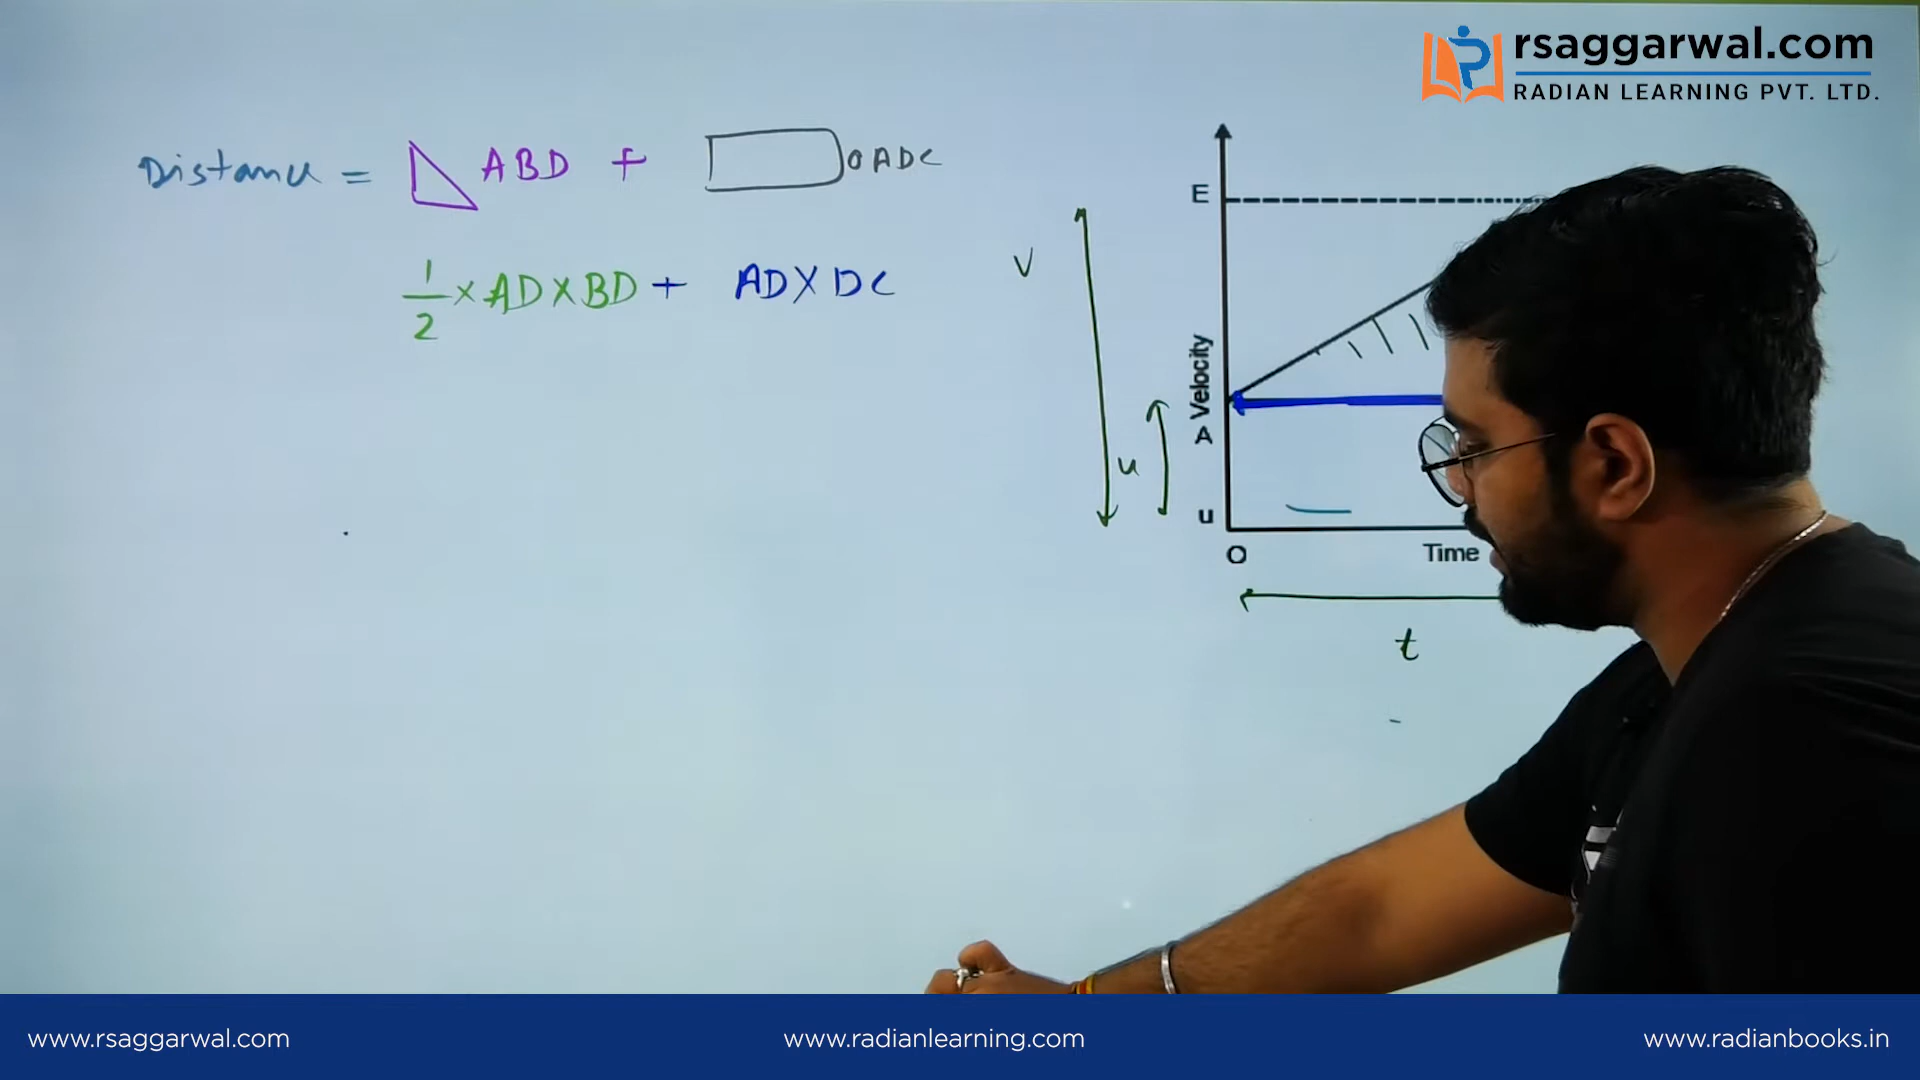 rsaggarwal.com
RADIAN LEARNING PVT. LTD.
Distance = ABD + OADC
1/2 × AD × BD + AD × DC
E
V
Velocity
A
u
u
O
Time
t
www.rsaggarwal.com
www.radianlearning.com
www.radianbooks.in